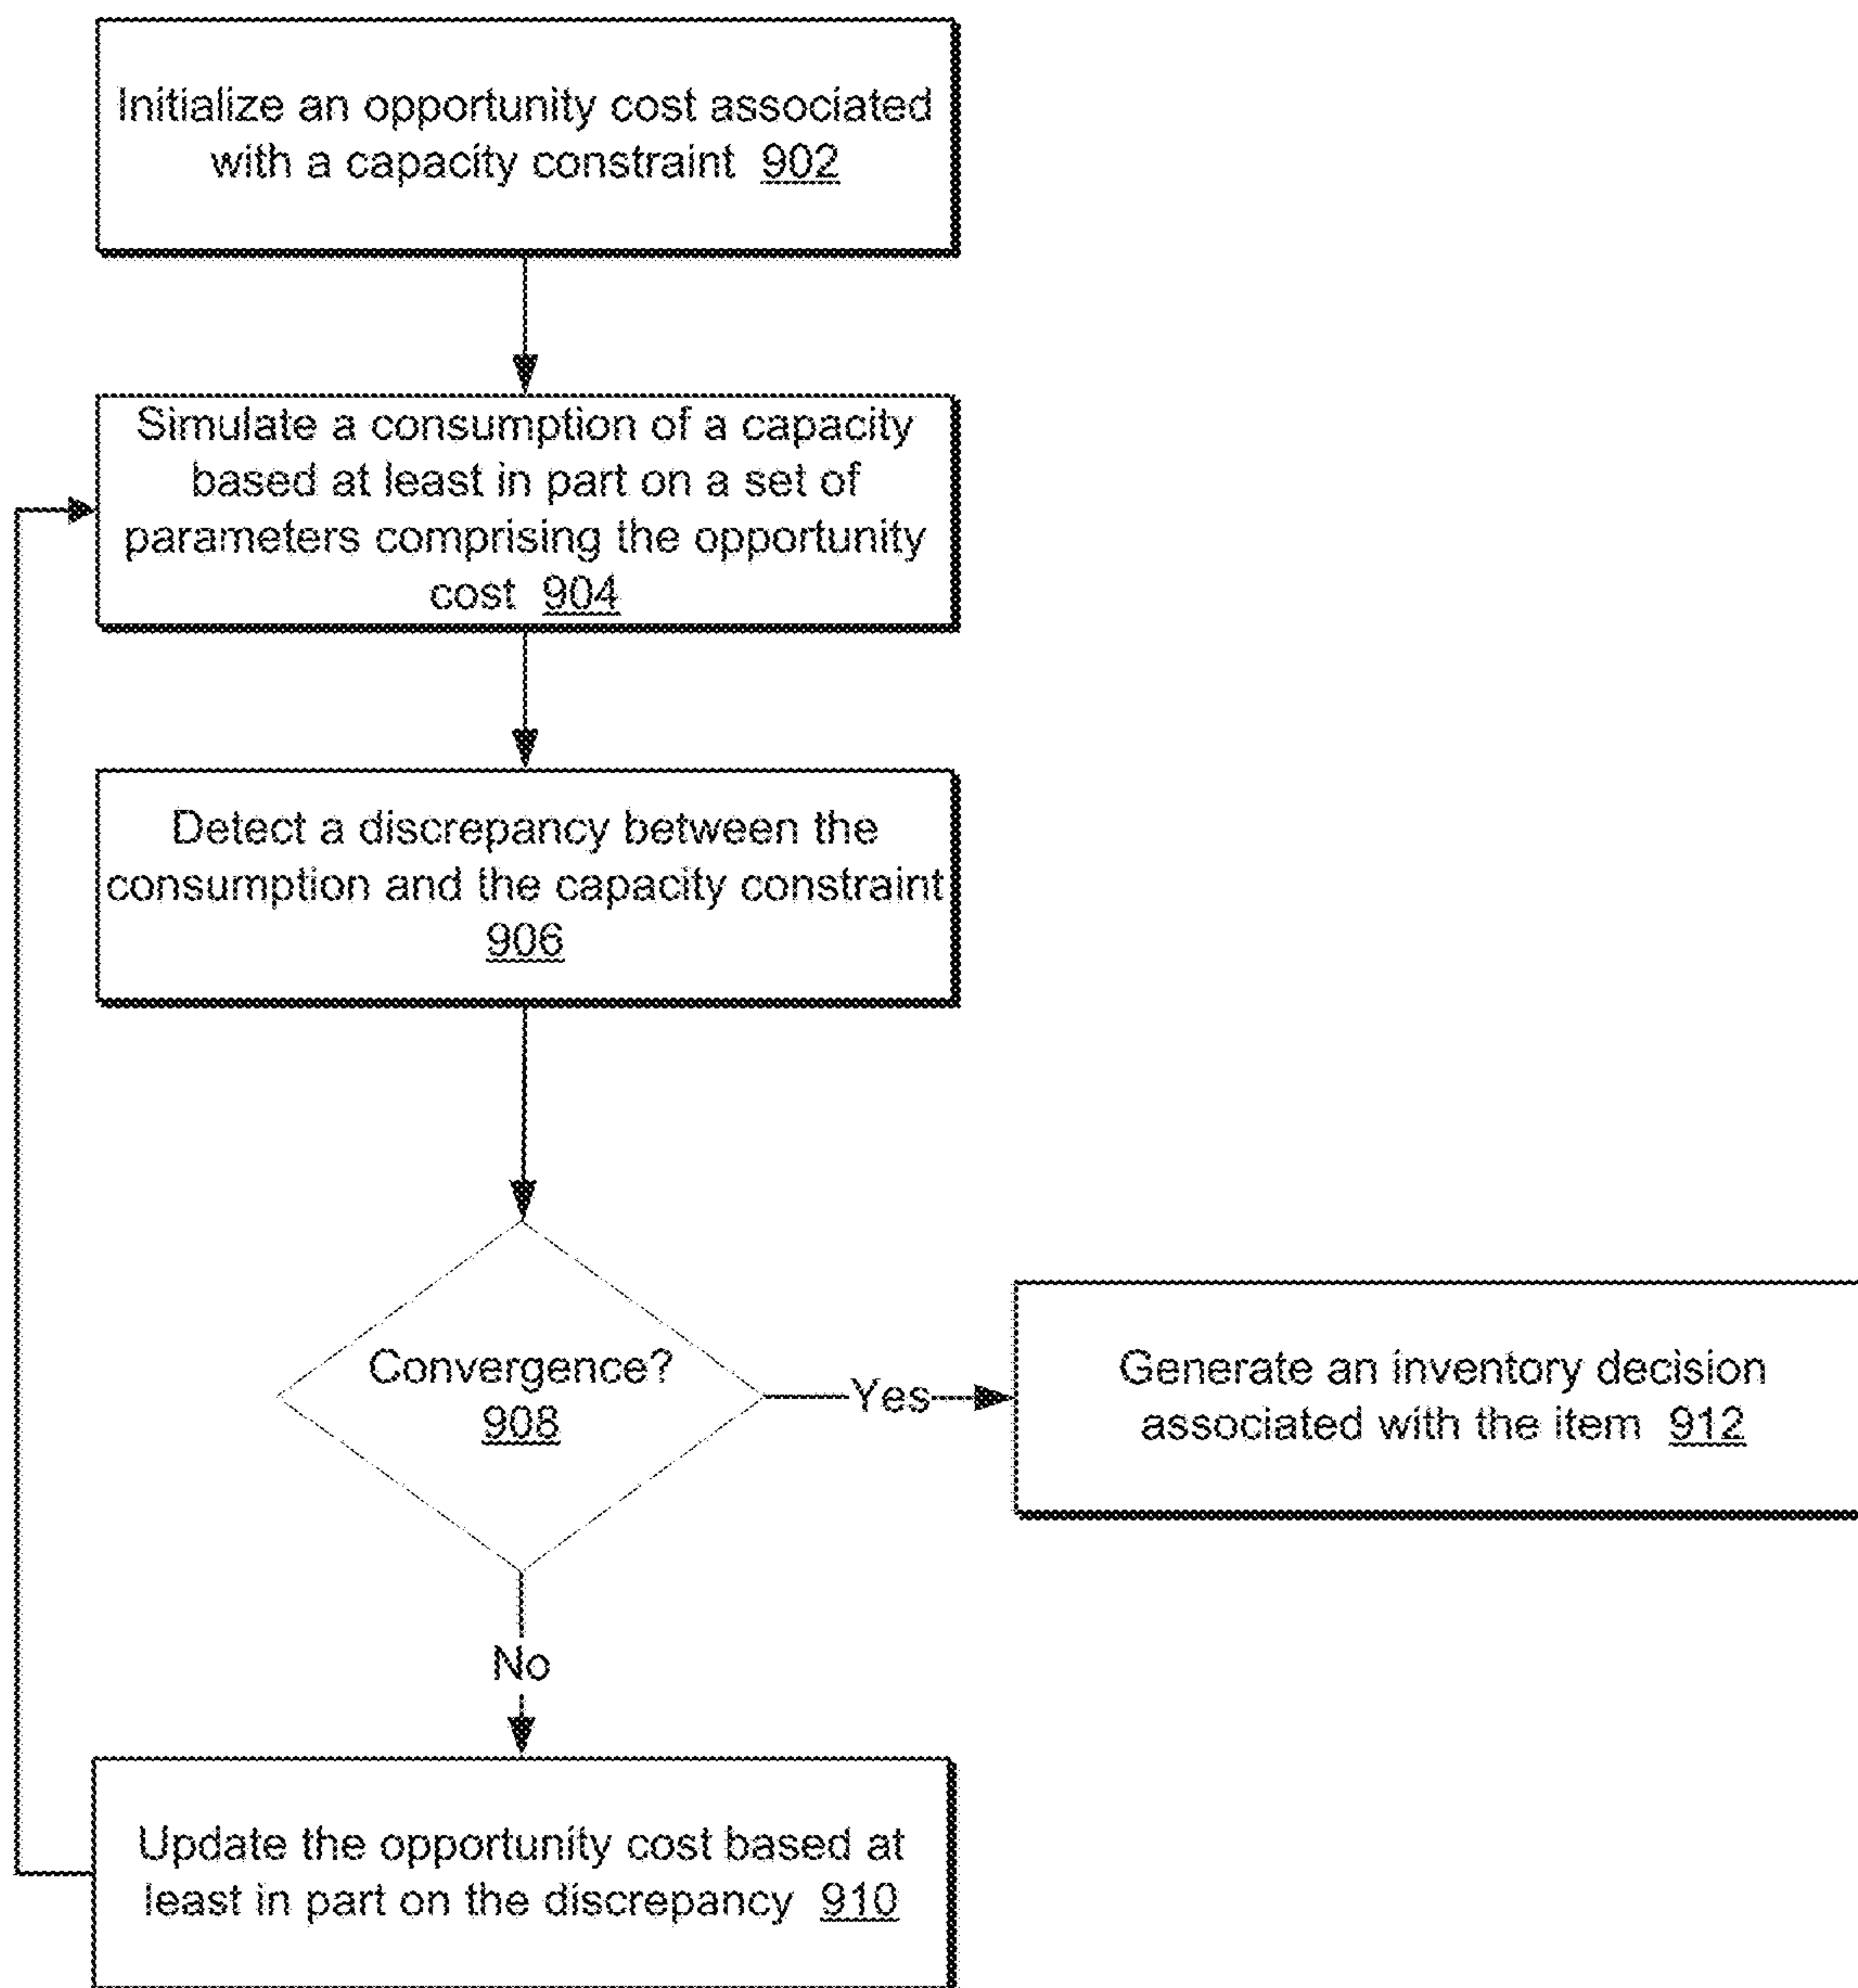 Initialize an opportunity cost associated
with a capacity constraint 902
Simulate a consumption of a capacity
based at least in part on a set of
parameters comprising the opportunity
cost 904
Detect a discrepancy between the
consumption and the capacity constraint
906
Convergence?
908
Yes
Generate an inventory decision
associated with the item 912
No
Update the opportunity cost based at
least in part on the discrepancy 910